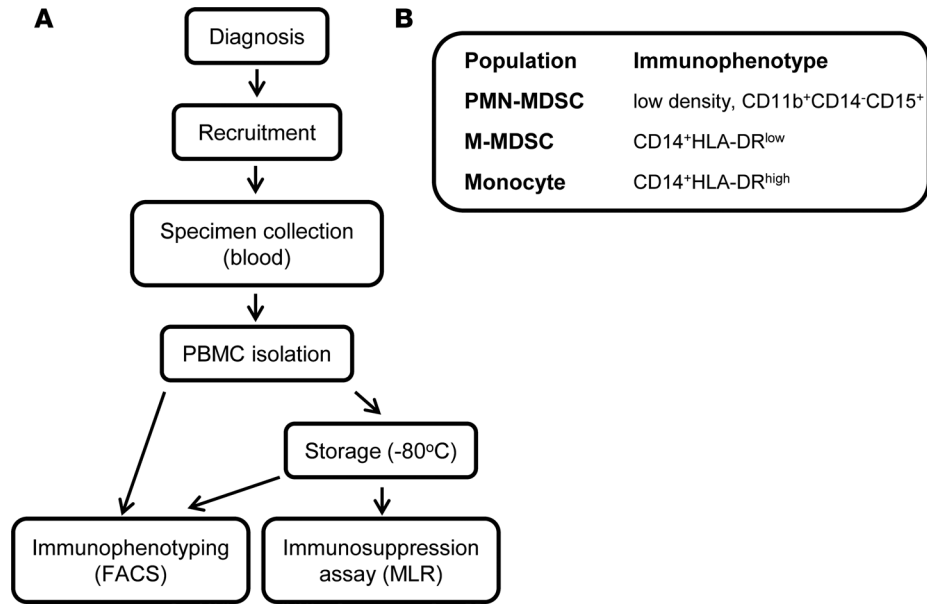 A
Diagnosis
Recruitment
Specimen collection
(blood)
PBMC isolation
Storage (-80ºC)
Immunophenotyping
(FACS)
Immunosuppression
assay (MLR)
B
Population Immunophenotype
PMN-MDSC low density, CD11b⁺CD14⁻CD15⁺
M-MDSC CD14⁺HLA-DRˡᵒʷ
Monocyte CD14⁺HLA-DRʰⁱᵍʰ